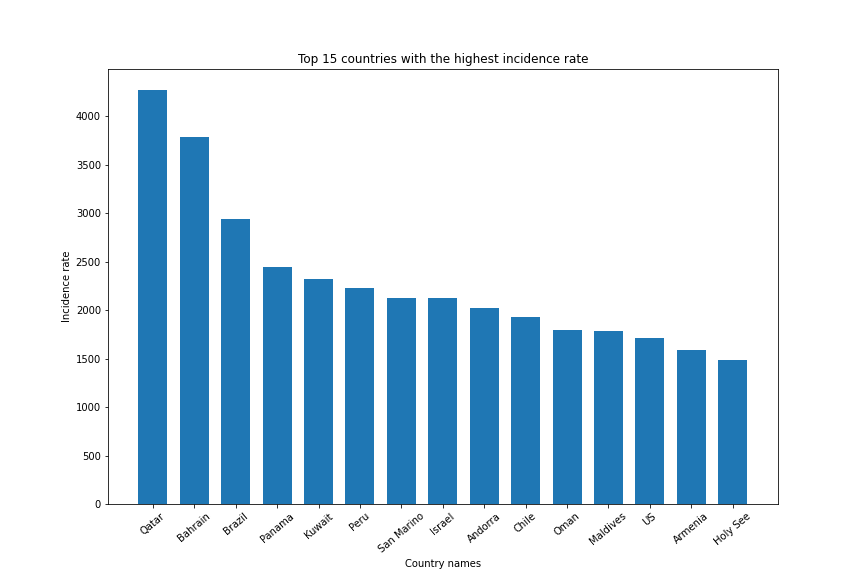 Top 15 countries with the highest incidence rate
Incidence rate
4000
3500
3000
2500
2000
1500
1000
500
0
Qatar
Bahrain
Brazil
Panama
Kuwait
Peru
San Marino
Israel
Andorra
Chile
Oman
Maldives
US
Armenia
Holy See
Country names